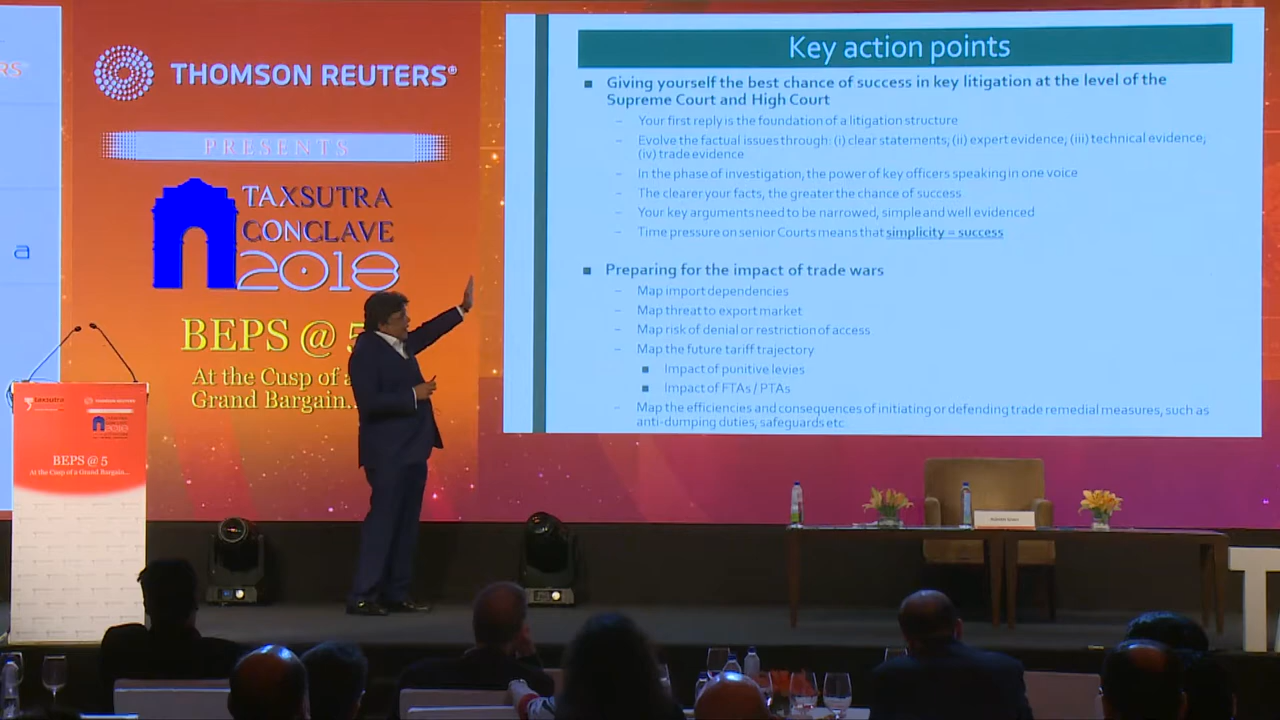 THOMSON REUTERS®
PRESENTS
TAXSUTRA
CONCLAVE
2018
BEPS @ 5
At the Cusp of a
Grand Bargain...
a
Key action points
Giving yourself the best chance of success in key litigation at the level of the
Supreme Court and High Court
– Your first reply is the foundation of a litigation structure
– Evolve the factual issues through: (i) clear statements; (ii) expert evidence; (iii) technical evidence;
(iv) trade evidence
– In the phase of investigation, the power of key officers speaking in one voice
– The clearer your facts, the greater the chance of success
– Your key arguments need to be narrowed, simple and well evidenced
– Time pressure on senior Courts means that simplicity = success
Preparing for the impact of trade wars
– Map import dependencies
– Map threat to export market
– Map risk of denial or restriction of access
– Map the future tariff trajectory
Impact of punitive levies
Impact of FTAs / PTAs
– Map the efficiencies and consequences of initiating or defending trade remedial measures, such as
anti-dumping duties, safeguards etc
taxsutra
THOMSON REUTERS
2018
BEPS @ 5
At the Cusp of a Grand Bargain...
T